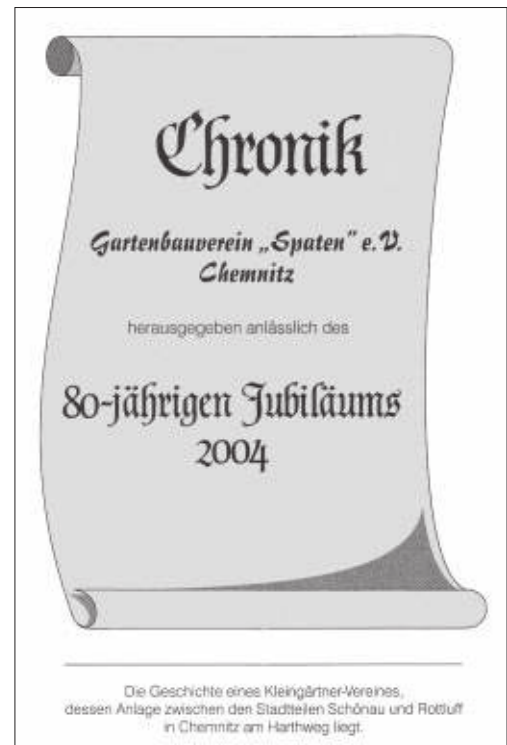 Chronik
Gartenbauverein „Spaten" e.V.
Chemnitz
herausgegeben anlässlich des
80-jährigen Jubiläums
2004
Die Geschichte eines Kleingärtner-Vereines,
dessen Anlage zwischen den Stadtteilen Schönau und Rottluff
in Chemnitz am Harthweg liegt.